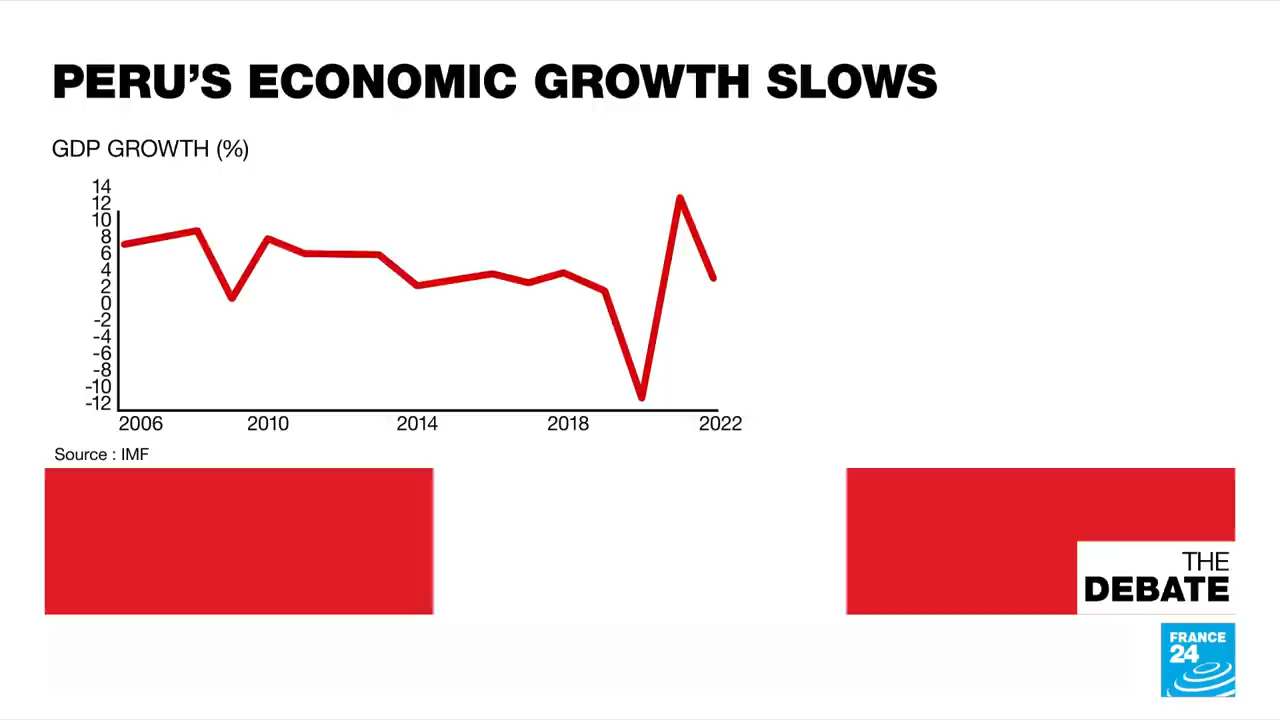 PERU'S ECONOMIC GROWTH SLOWS
GDP GROWTH (%)
14
12
10
8
6
4
2
0
-2
-4
-6
-8
-10
-12
2006 2010 2014 2018 2022
Source : IMF
THE
DEBATE
FRANCE
24